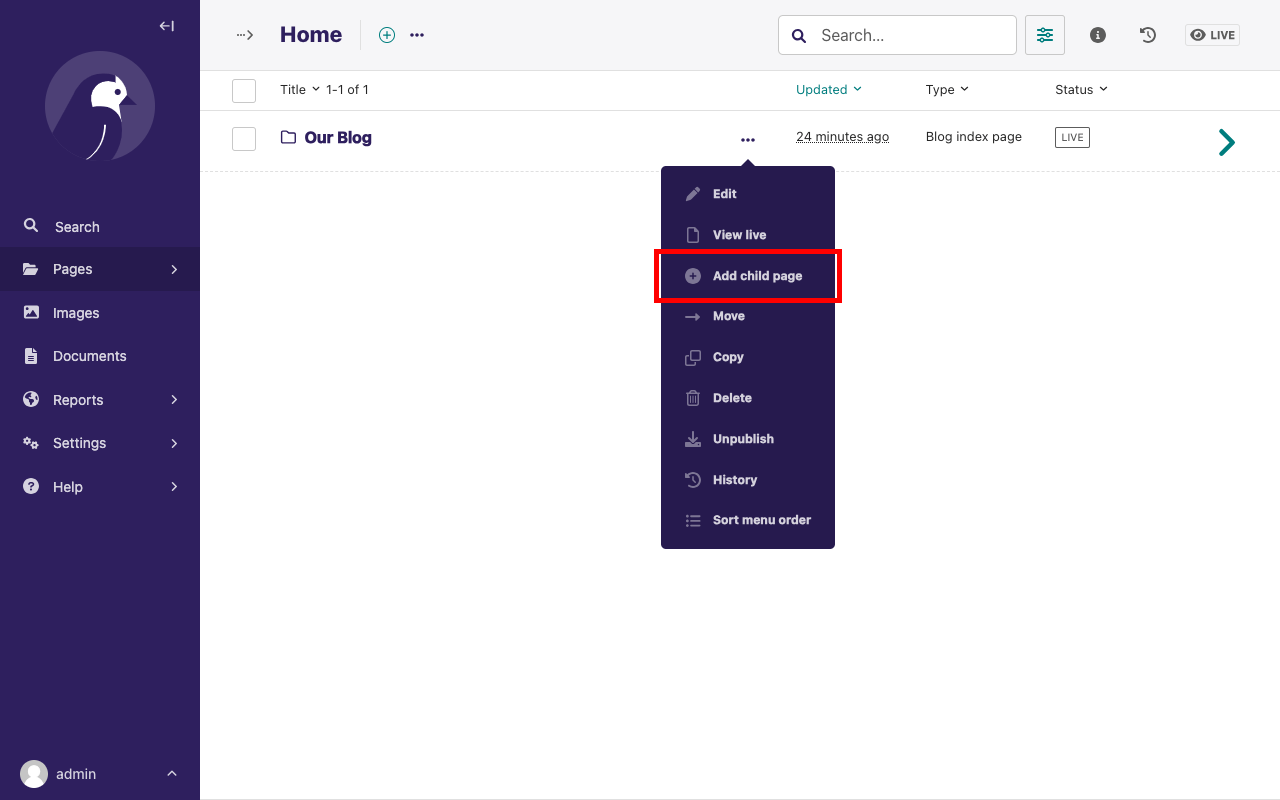 Home
Search...
LIVE
Title 1-1 of 1
Updated
Type
Status
Our Blog
24 minutes ago
Blog index page
LIVE
Edit
View live
Add child page
Move
Copy
Delete
Unpublish
History
Sort menu order
Search
Pages
Images
Documents
Reports
Settings
Help
admin